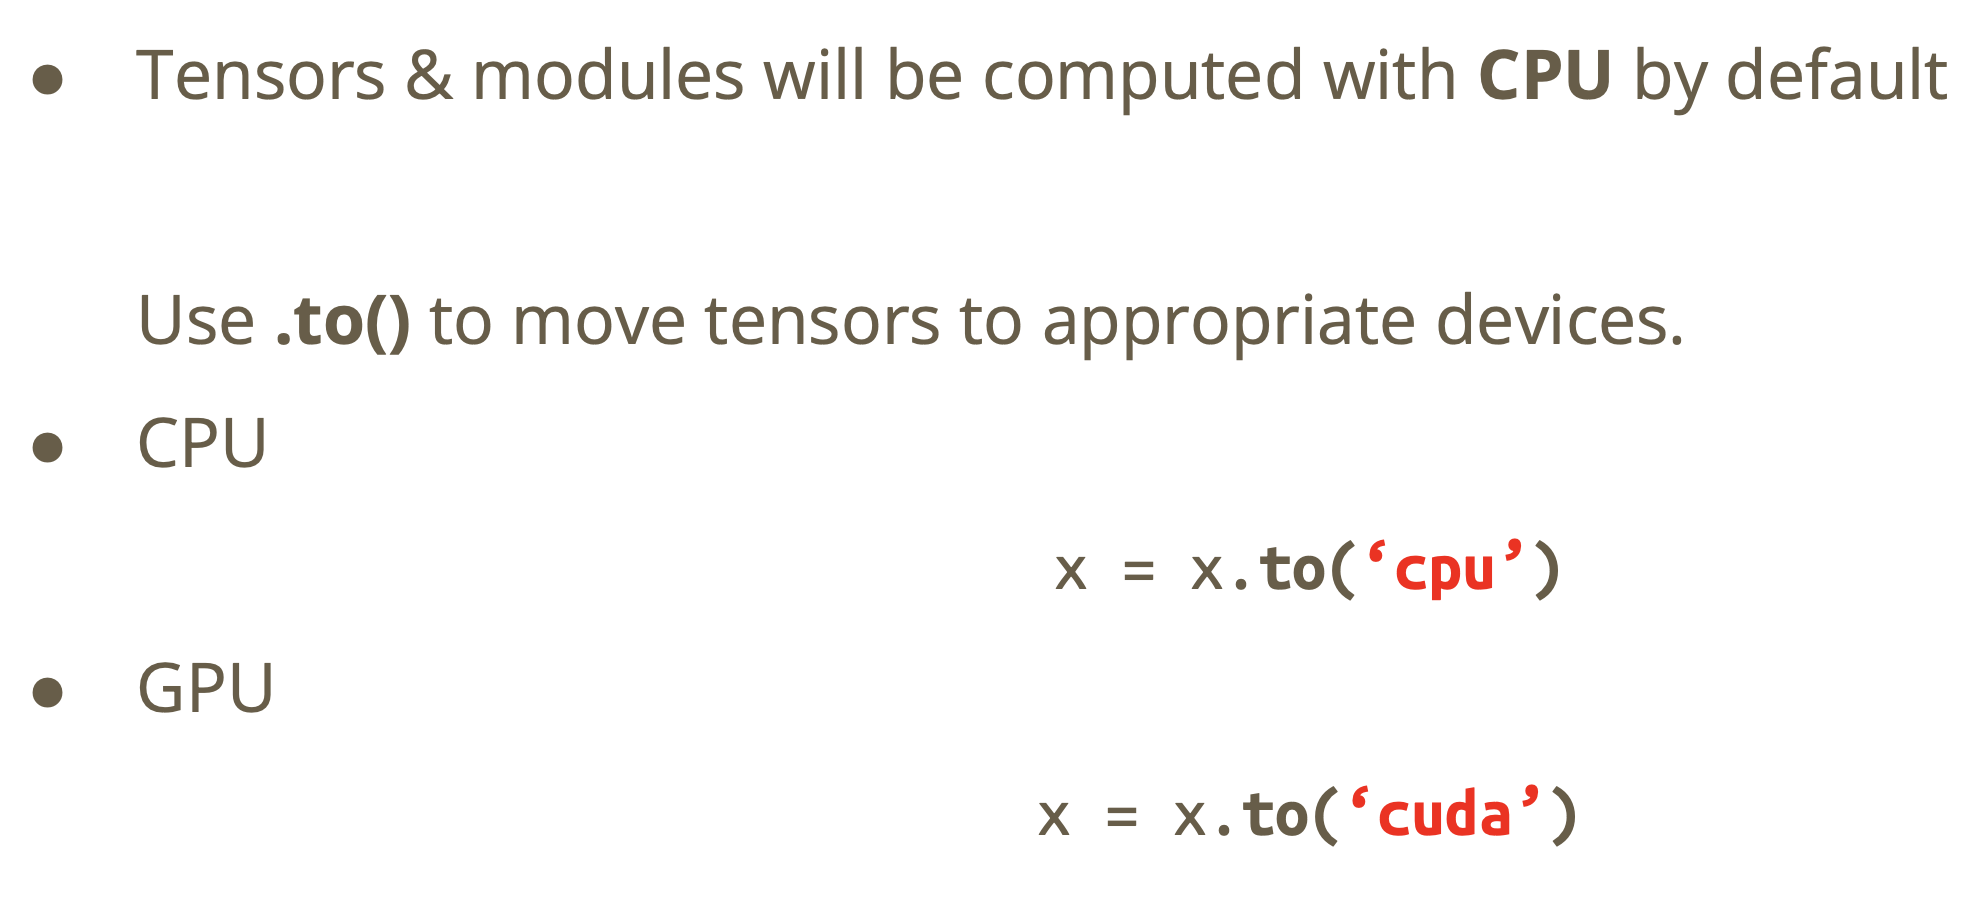 ● Tensors & modules will be computed with CPU by default
Use .to() to move tensors to appropriate devices.
● CPU
x = x.to(‘cpu’)
● GPU
x = x.to(‘cuda’)